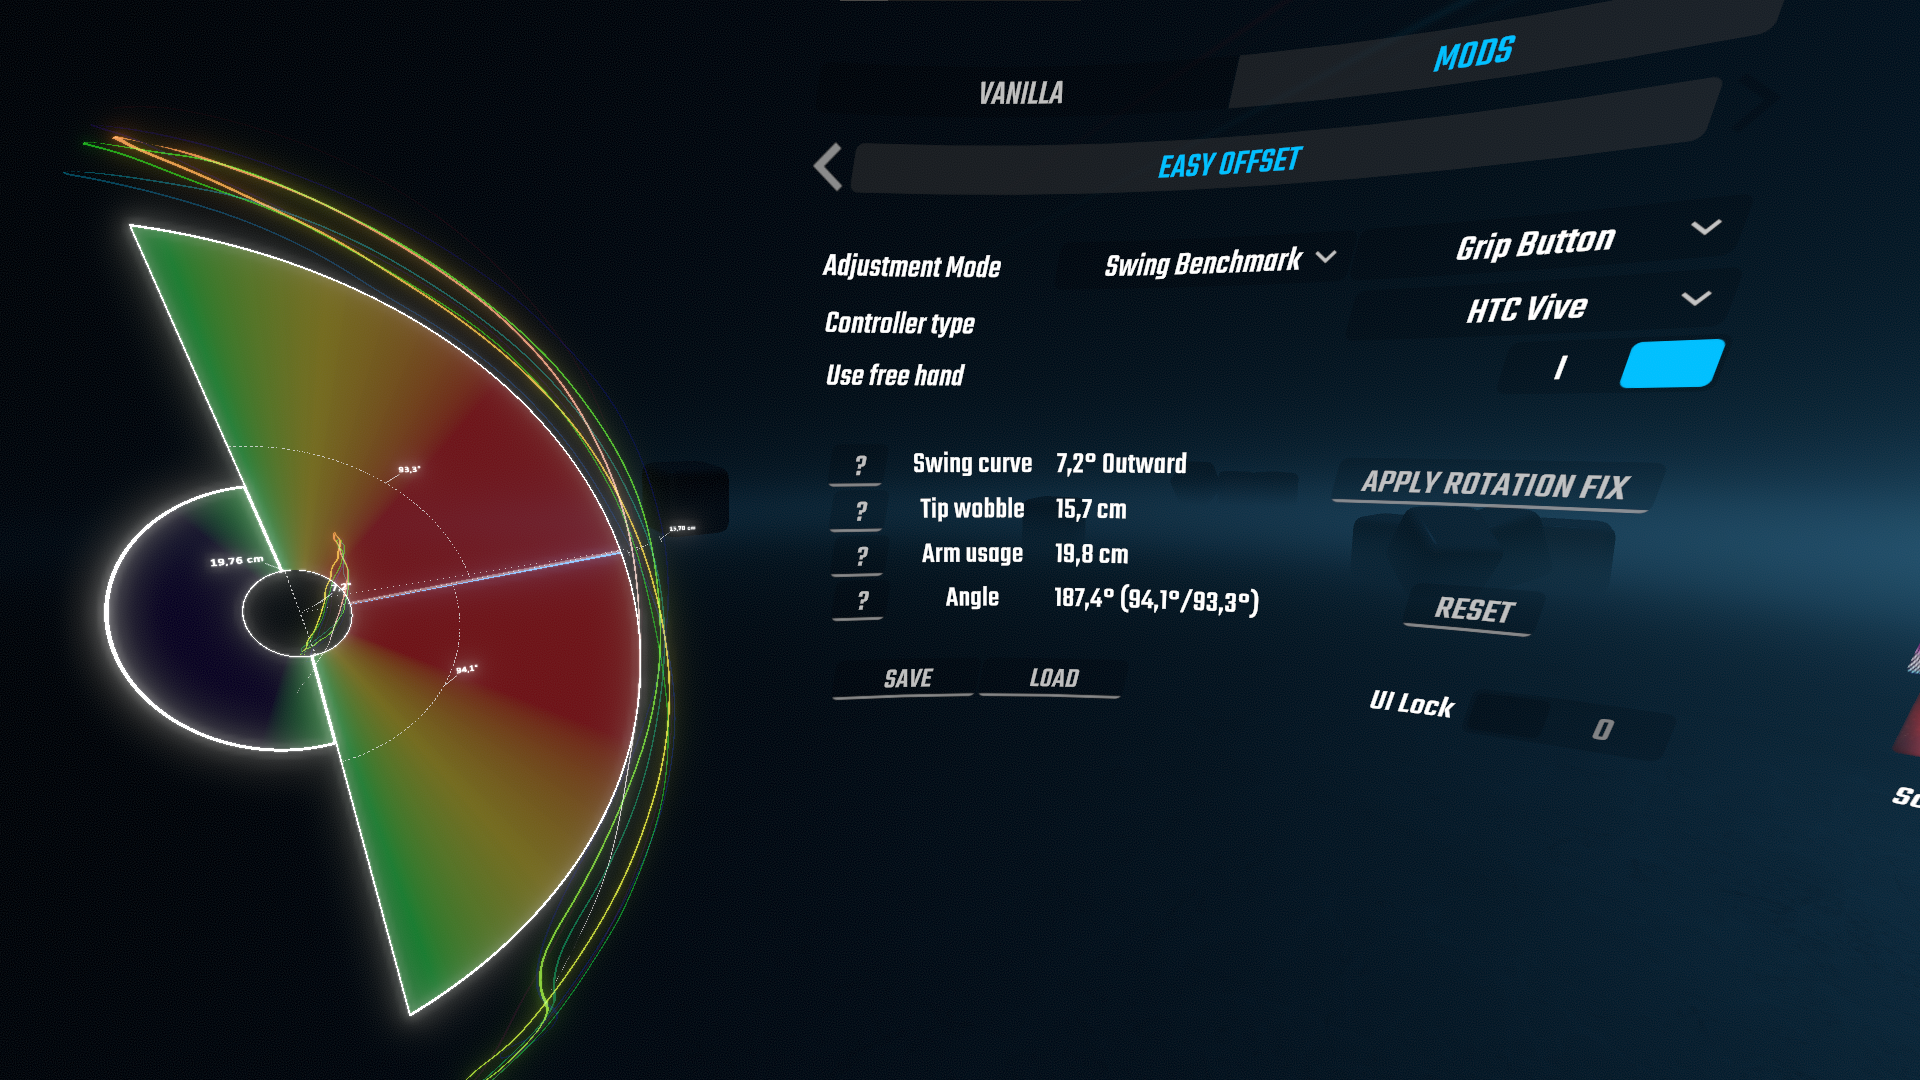 MODS
VANILLA
EASY OFFSET
Adjustment Mode
Swing Benchmark
Grip Button
Controller type
HTC Vive
Use free hand
I
93,3°
? Swing curve 7,2° Outward
APPLY ROTATION FIX
? Tip wobble 15,7 cm
? Arm usage 19,8 cm
19,76 cm
? Angle 187,4° (94,1°/93,3°)
RESET
94,1°
SAVE
LOAD
UI Lock
0